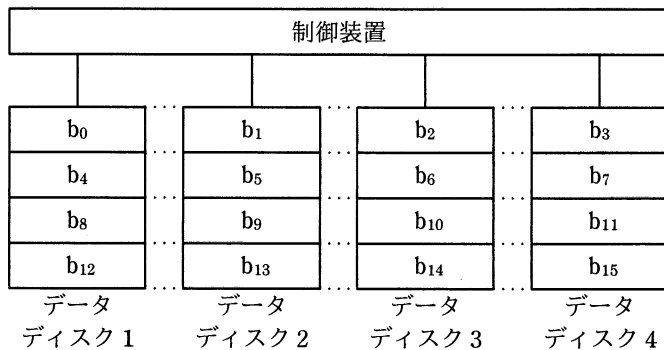 制御装置
b₀ b₁ b₂ b₃
b₄ b₅ b₆ b₇
b₈ b₉ b₁₀ b₁₁
b₁₂ b₁₃ b₁₄ b₁₅
データ データ データ データ
ディスク1 ディスク2 ディスク3 ディスク4